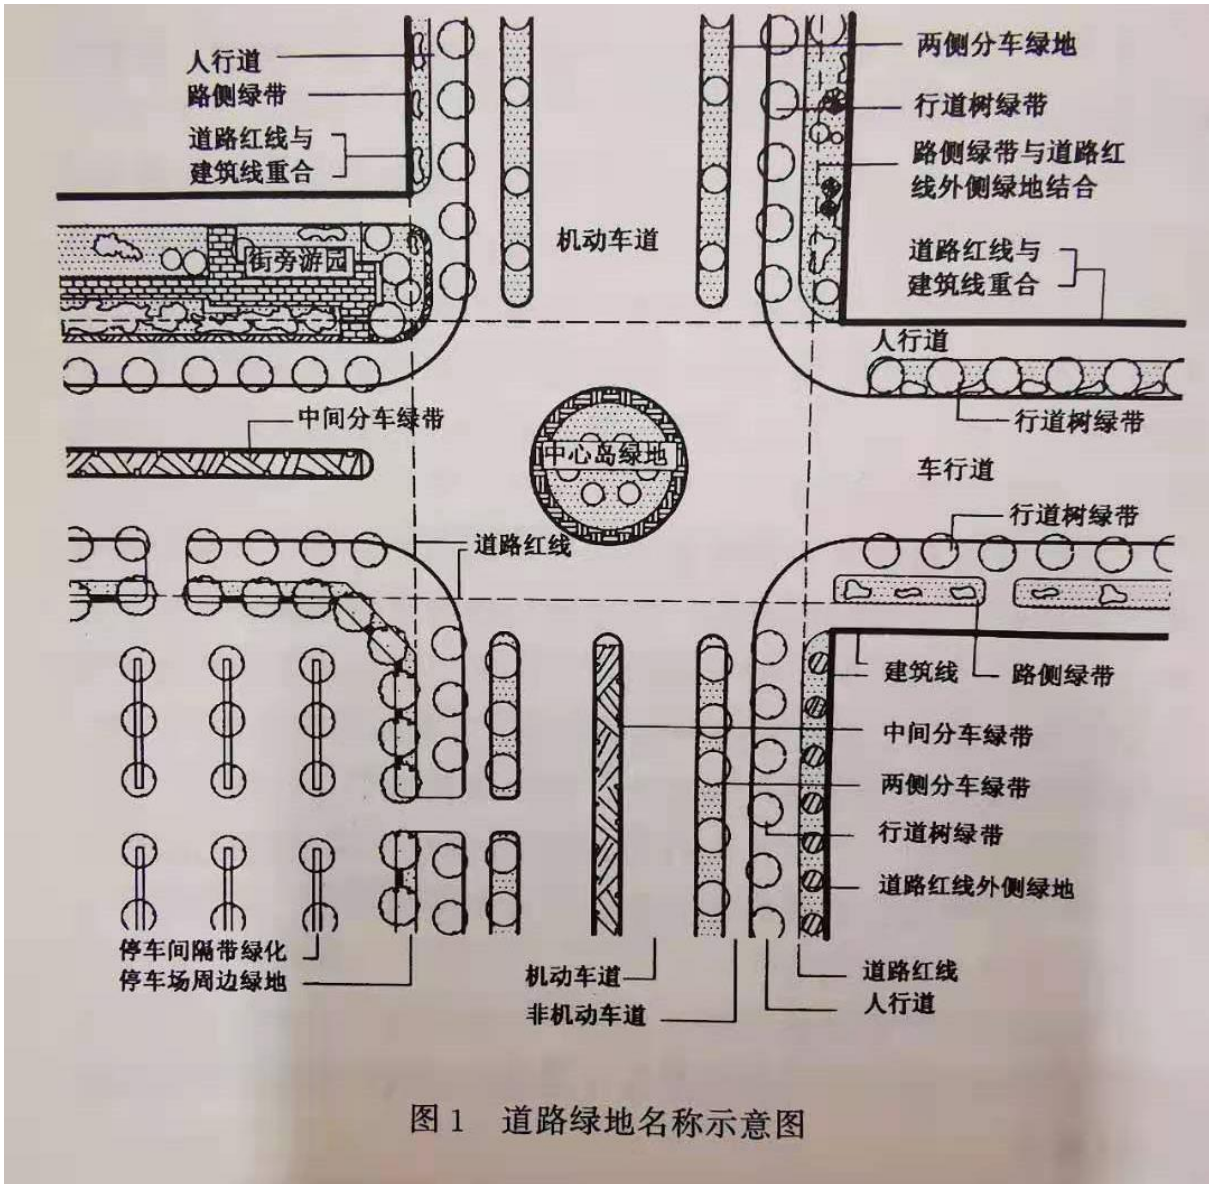 人行道
路侧绿带
道路红线与
建筑线重合
两侧分车绿地
行道树绿带
路侧绿带与道路红
线外侧绿地结合
道路红线与
建筑线重合
机动车道
街旁游园
人行道
行道树绿带
中间分车绿带
中心岛绿地
车行道
行道树绿带
道路红线
建筑线
路侧绿带
中间分车绿带
两侧分车绿带
行道树绿带
道路红线外侧绿地
停车间隔带绿化
停车场周边绿地
机动车道
非机动车道
道路红线
人行道
图1 道路绿地名称示意图